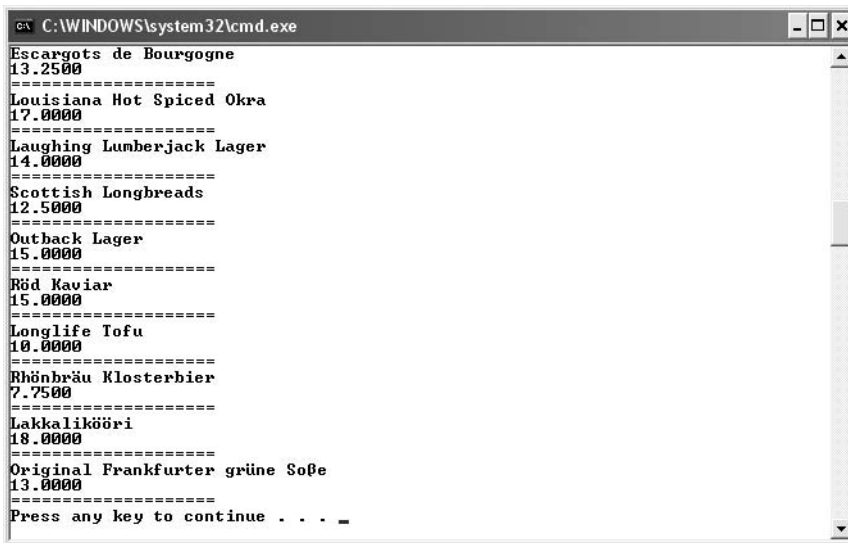 C:\WINDOWS\system32\cmd.exe
Escargots de Bourgogne
13.2500
====================
Louisiana Hot Spiced Okra
17.0000
====================
Laughing Lumberjack Lager
14.0000
====================
Scottish Longbreads
12.5000
====================
Outback Lager
15.0000
====================
Röd Kaviar
15.0000
====================
Longlife Tofu
10.0000
====================
Rhönbräu Klosterbier
7.7500
====================
Lakkalikööri
18.0000
====================
Original Frankfurter grüne Soße
13.0000
====================
Press any key to continue . . . _